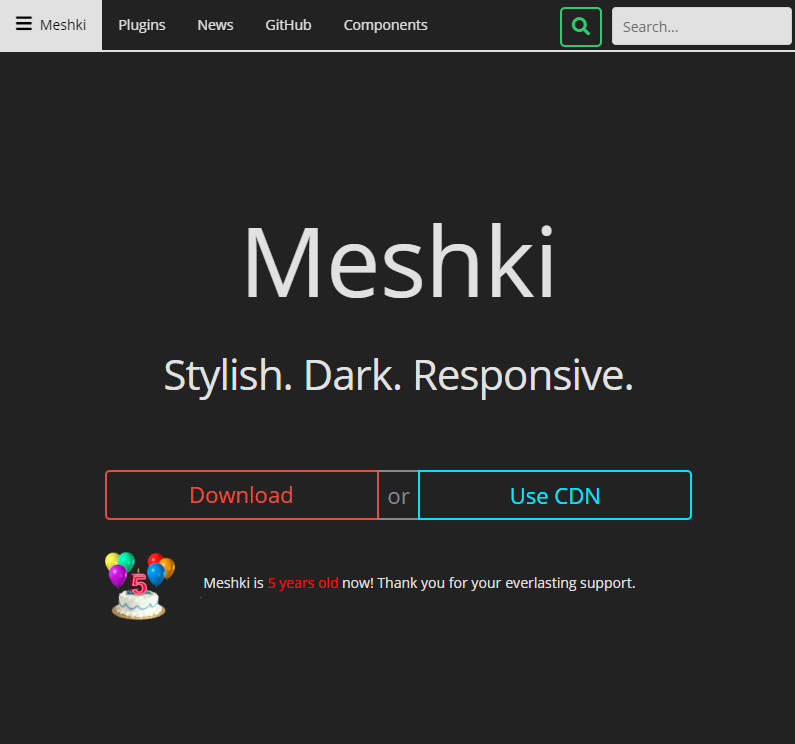 Meshki Plugins News GitHub Components Search...
Meshki
Stylish. Dark. Responsive.
Download or Use CDN
5
Meshki is 5 years old now! Thank you for your everlasting support.